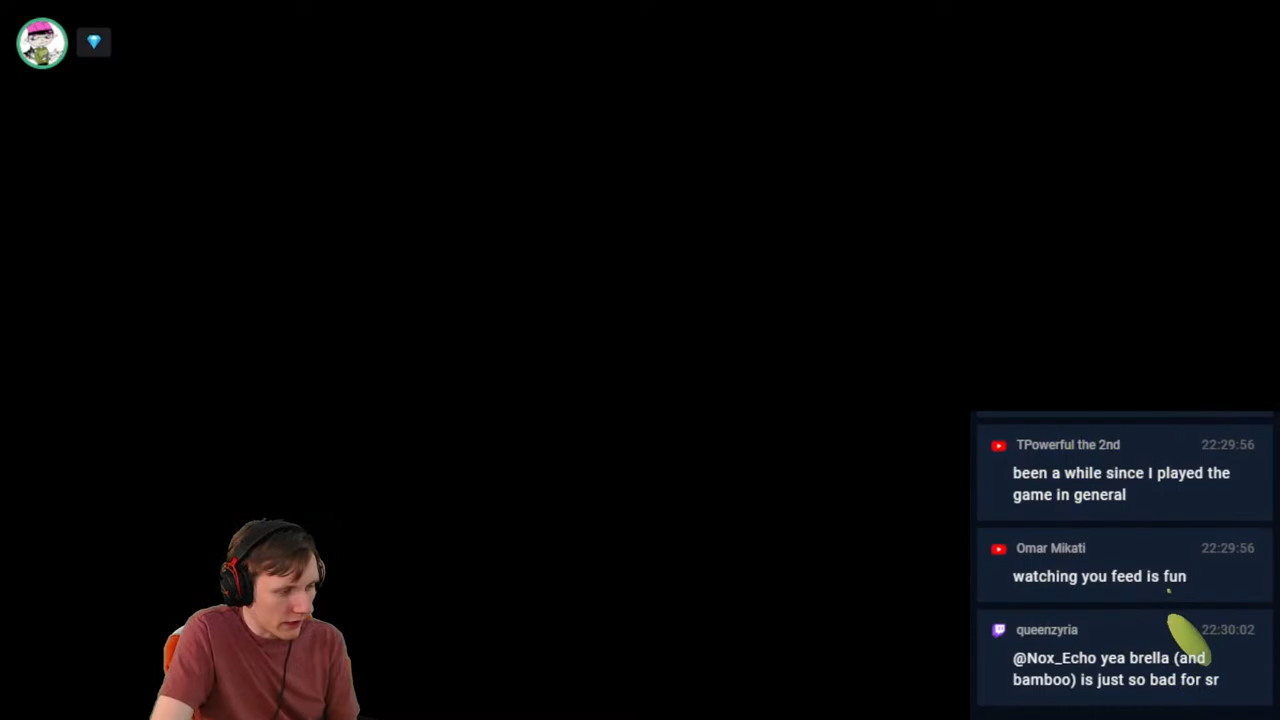 TPowerful the 2nd 22:29:56
been a while since I played the
game in general
Omar Mikati 22:29:56
watching you feed is fun
queenzyria 22:30:02
@Nox_Echo yea brella (and
bamboo) is just so bad for sr